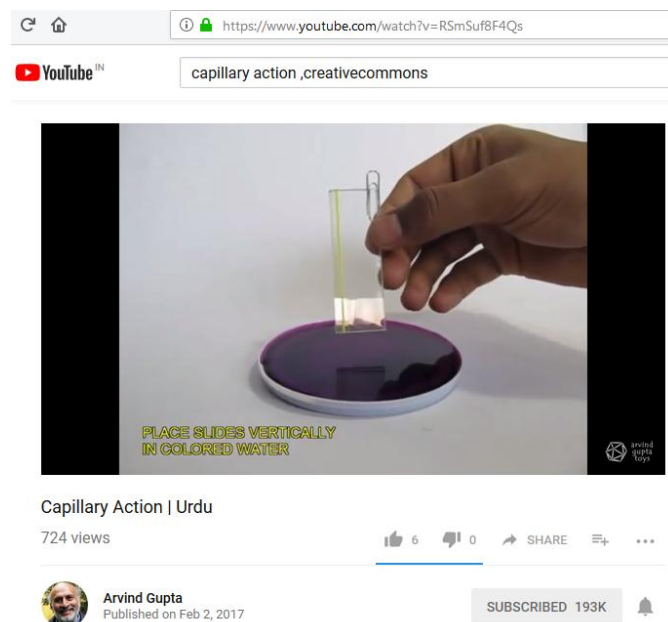 https://www.youtube.com/watch?v=RSmSuf8F4Qs
YouTube IN
capillary action ,creativecommons
PLACE SLIDES VERTICALLY
IN COLORED WATER
arvind
gupta
toys
Capillary Action | Urdu
724 views
6
0
SHARE
Arvind Gupta
Published on Feb 2, 2017
SUBSCRIBED 193K